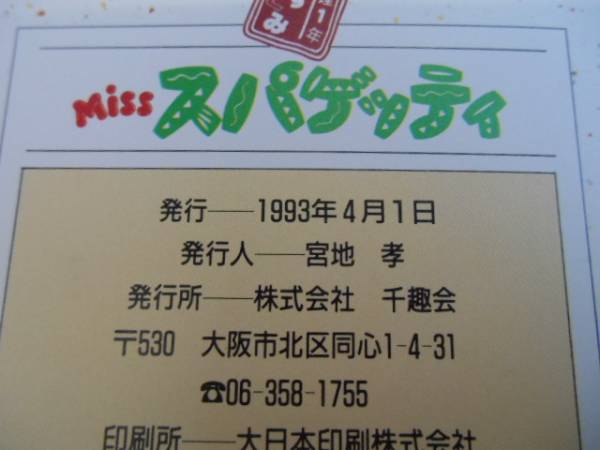 1年
み
Miss スパゲッティ
発行──1993年4月1日
発行人──宮地 孝
発行所──株式会社 千趣会
〒530 大阪市北区同心1-4-31
☎06-358-1755
印刷所──大日本印刷株式会社